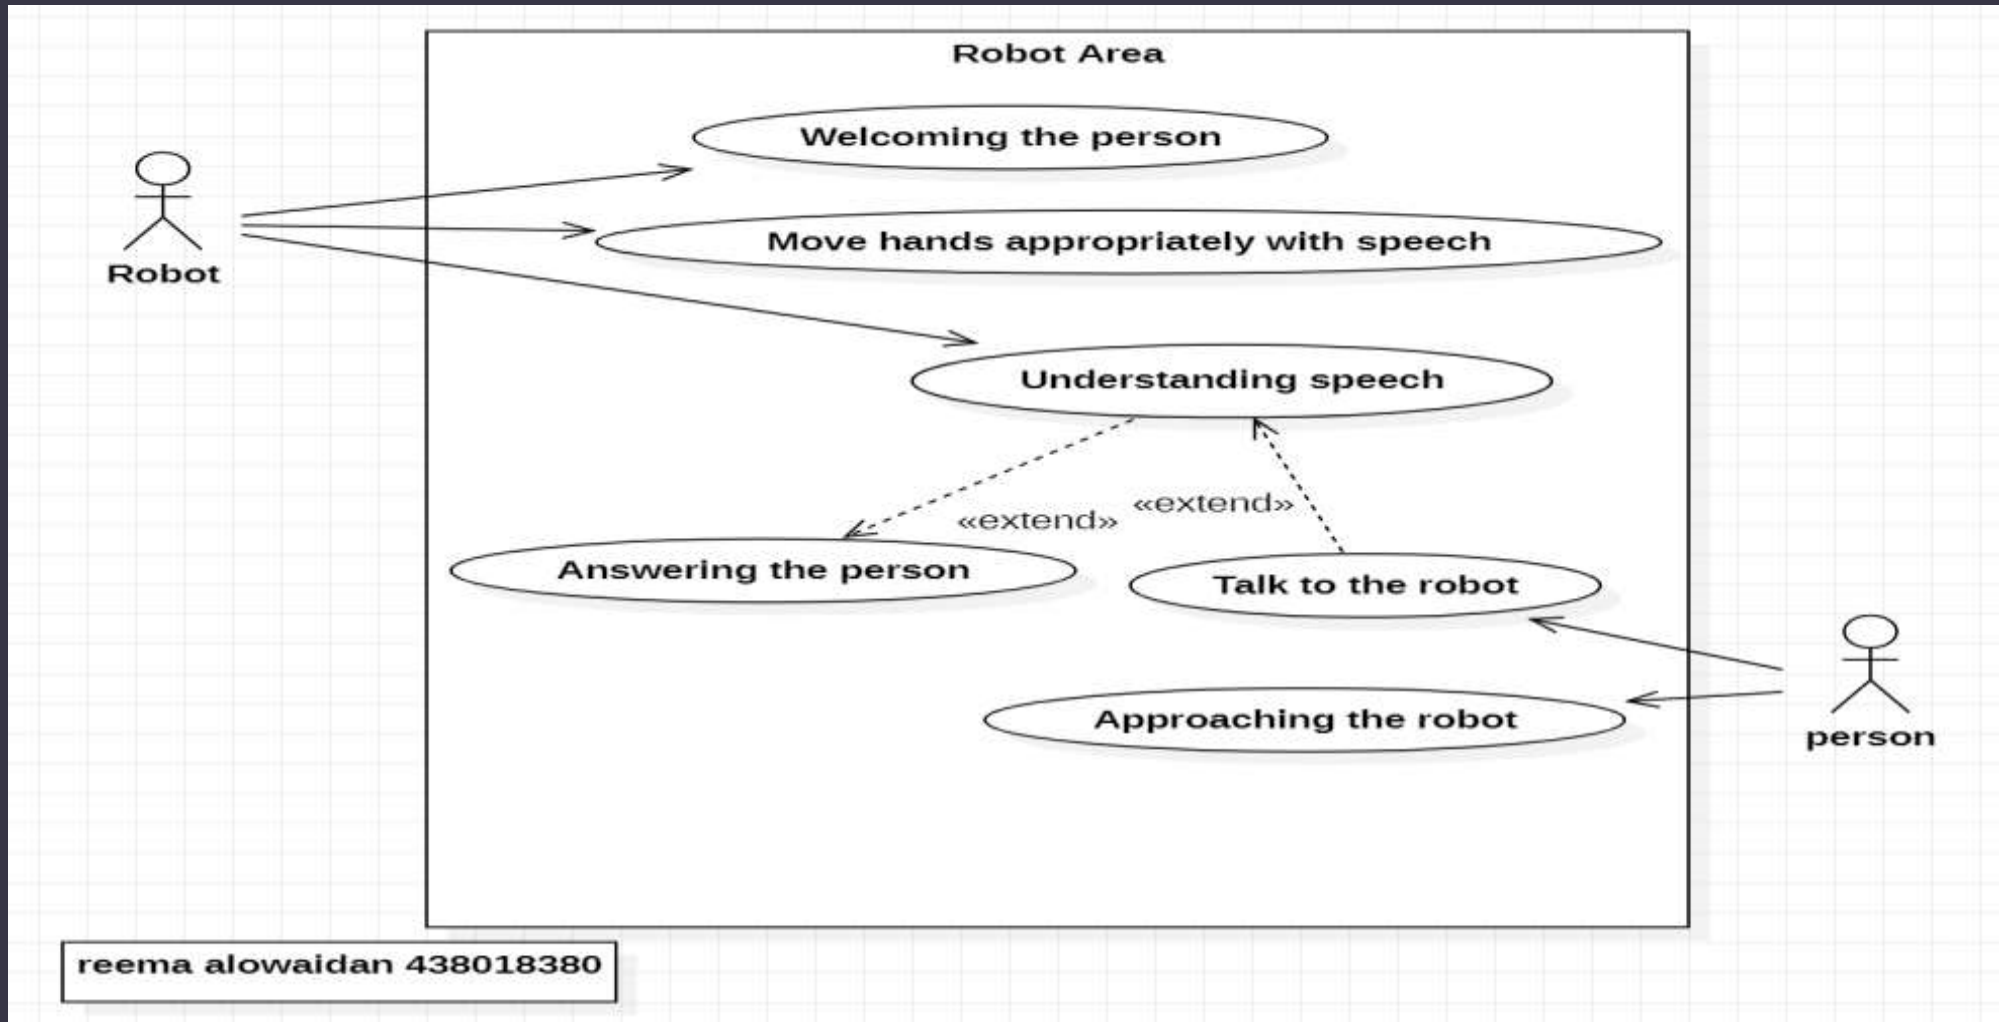 Robot Area
Welcoming the person
Move hands appropriately with speech
Robot
Understanding speech
«extend»
«extend»
Answering the person
Talk to the robot
Approaching the robot
person
reema alowaidan 438018380